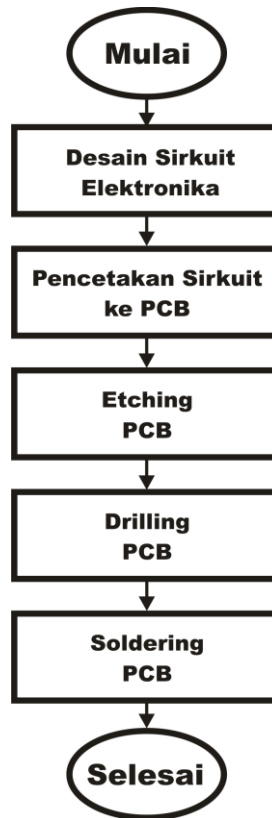 Mulai
Desain Sirkuit
Elektronika
Pencetakan Sirkuit
ke PCB
Etching
PCB
Drilling
PCB
Soldering
PCB
Selesai